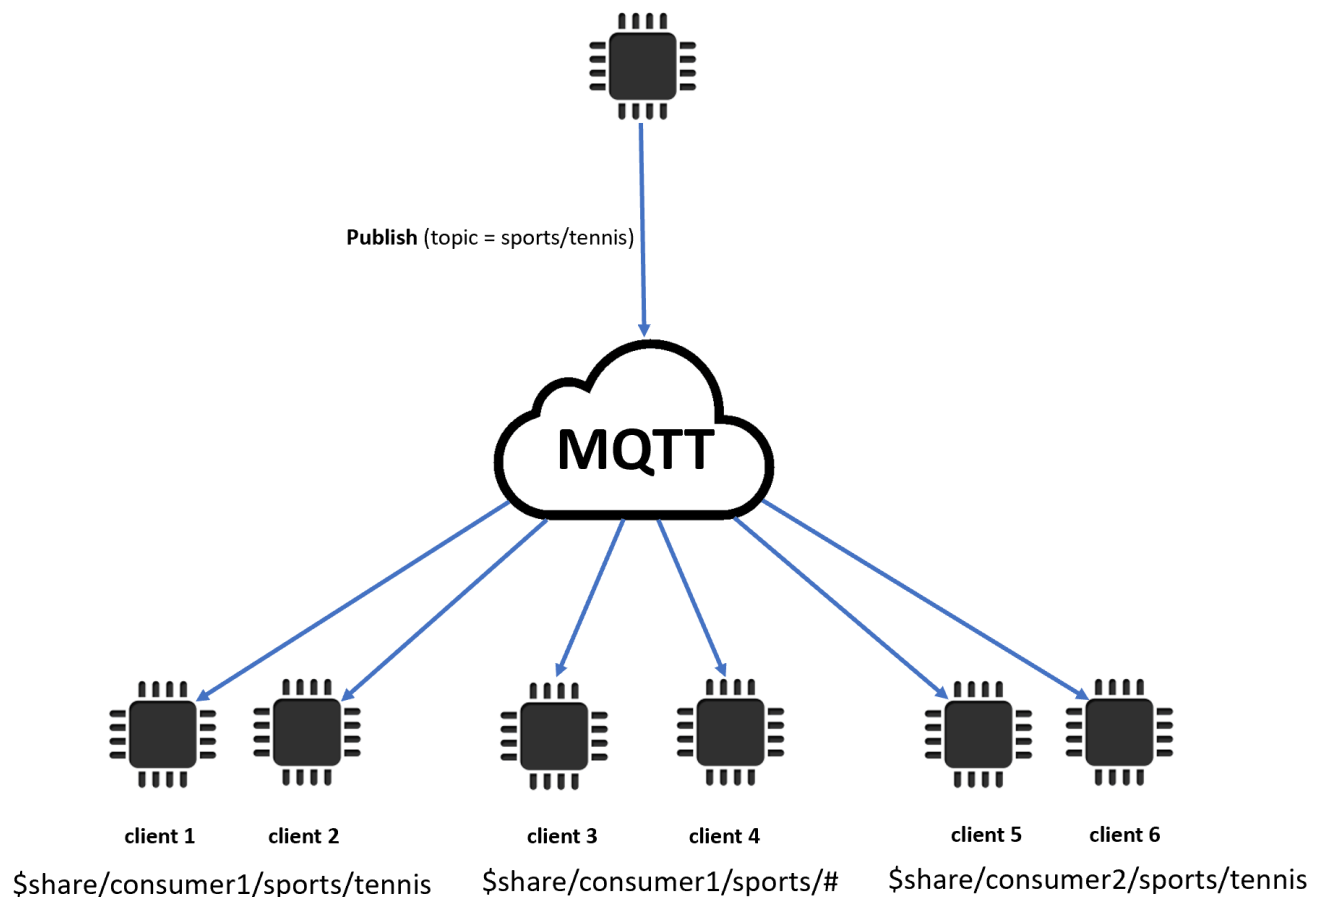 Publish (topic = sports/tennis)
MQTT
client 1 client 2 client 3 client 4 client 5 client 6
$share/consumer1/sports/tennis $share/consumer1/sports/# $share/consumer2/sports/tennis